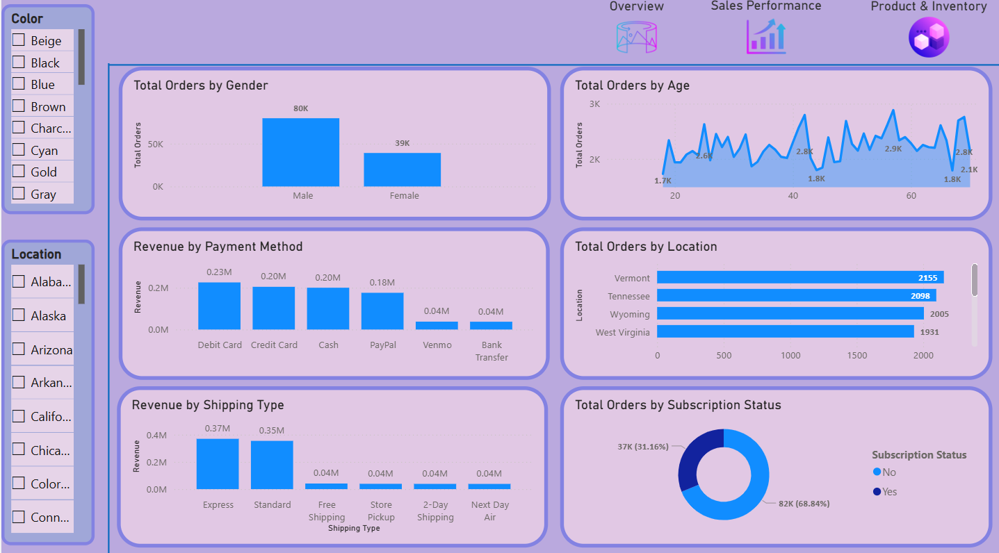 Color
Beige
Black
Blue
Brown
Charc...
Cyan
Gold
Gray
Location
Alaba...
Alaska
Arizona
Arkan...
Califo...
Chica...
Color...
Conn...
Overview
Sales Performance
Product & Inventory
Total Orders by Gender
Total Orders
50K
0K
80K
39K
Male
Female
Total Orders by Age
Total Orders
3K
2K
1.7K
2.6K
2.8K
1.8K
2.9K
1.8K
2.8K
2.1K
20
40
60
Revenue by Payment Method
Revenue
0.2M
0.0M
0.23M
0.20M
0.20M
0.18M
0.04M
0.04M
Debit Card
Credit Card
Cash
PayPal
Venmo
Bank
Transfer
Total Orders by Location
Location
Vermont
2155
Tennessee
2098
Wyoming
2005
West Virginia
1931
0
500
1000
1500
2000
Revenue by Shipping Type
Revenue
0.4M
0.2M
0.0M
0.37M
0.35M
0.04M
0.04M
0.04M
0.04M
Express
Standard
Free
Shipping
Store
Pickup
2-Day
Shipping
Next Day
Air
Shipping Type
Total Orders by Subscription Status
37K (31.16%)
82K (68.84%)
Subscription Status
No
Yes